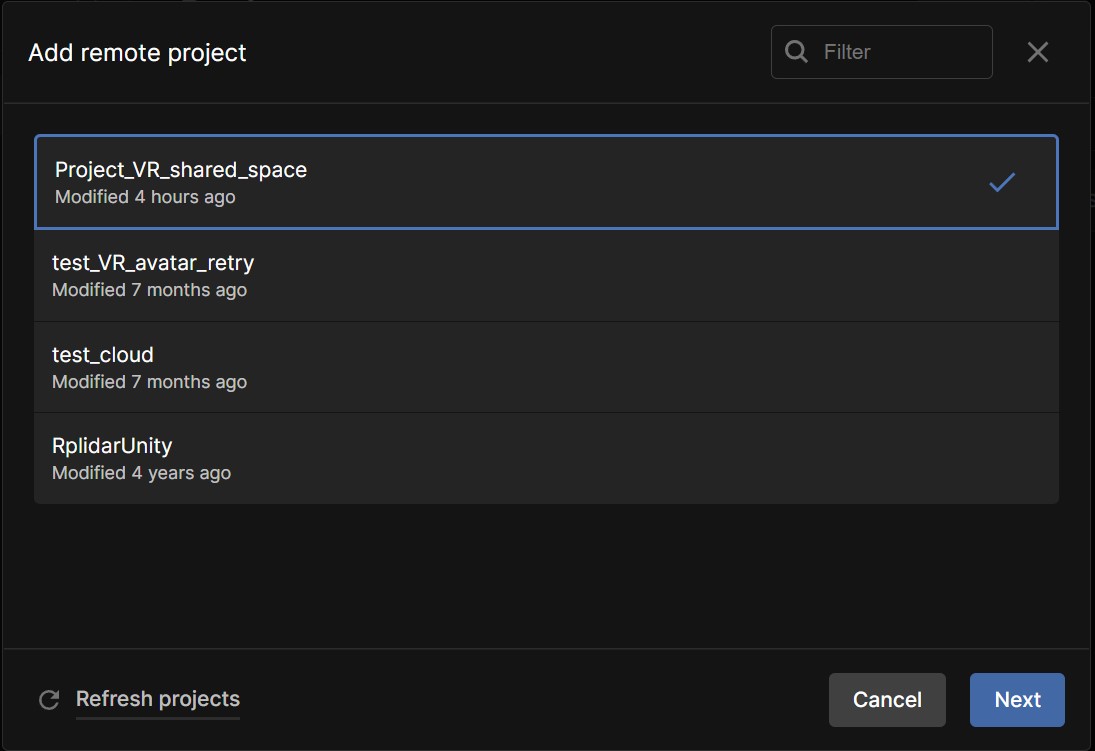 Add remote project
Filter
Project_VR_shared_space
Modified 4 hours ago
test_VR_avatar_retry
Modified 7 months ago
test_cloud
Modified 7 months ago
RplidarUnity
Modified 4 years ago
Refresh projects
Cancel
Next